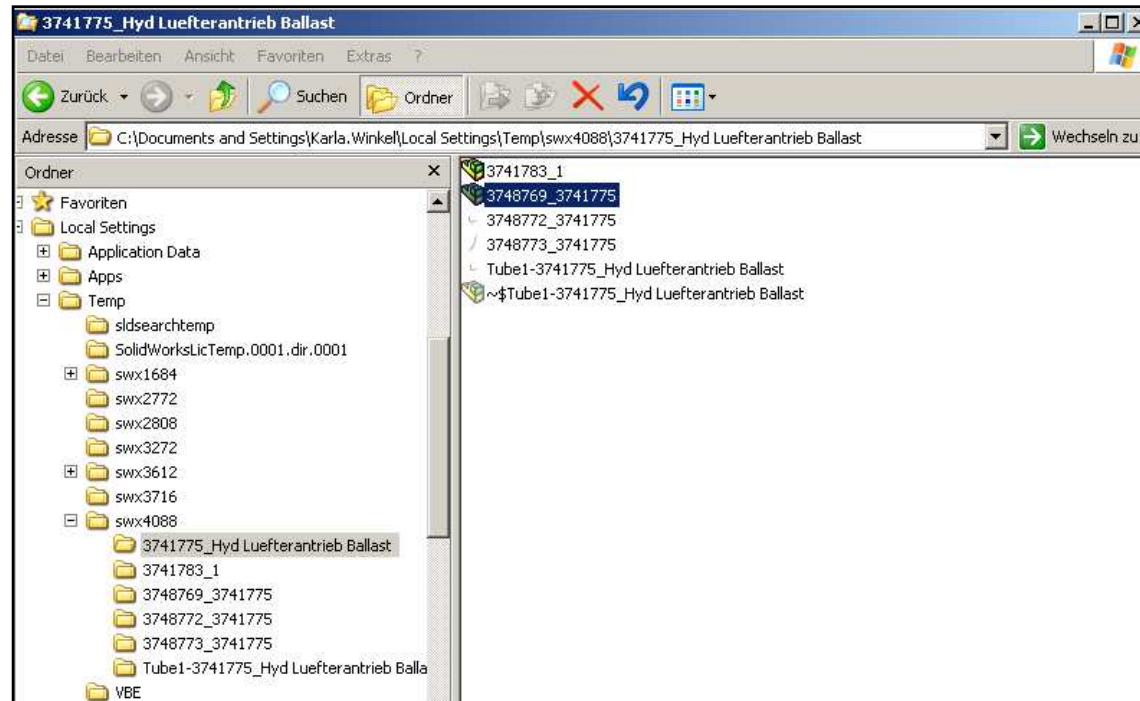 3741775_Hyd Luefterantrieb Ballast
Datei Bearbeiten Ansicht Favoriten Extras ?
Zurück Suchen Ordner
Adresse C:\Documents and Settings\Karla.Winkel\Local Settings\Temp\swx4088\3741775_Hyd Luefterantrieb Ballast Wechseln zu
Ordner
Favoriten
Local Settings
Application Data
Apps
Temp
sldsearchtemp
SolidWorksLicTemp.0001.dir.0001
swx1684
swx2772
swx2808
swx3272
swx3612
swx3716
swx4088
3741775_Hyd Luefterantrieb Ballast
3741783_1
3748769_3741775
3748772_3741775
3748773_3741775
Tube1-3741775_Hyd Luefterantrieb Balla
VBE
3741783_1
3748769_3741775
3748772_3741775
3748773_3741775
Tube1-3741775_Hyd Luefterantrieb Ballast
~$Tube1-3741775_Hyd Luefterantrieb Ballast